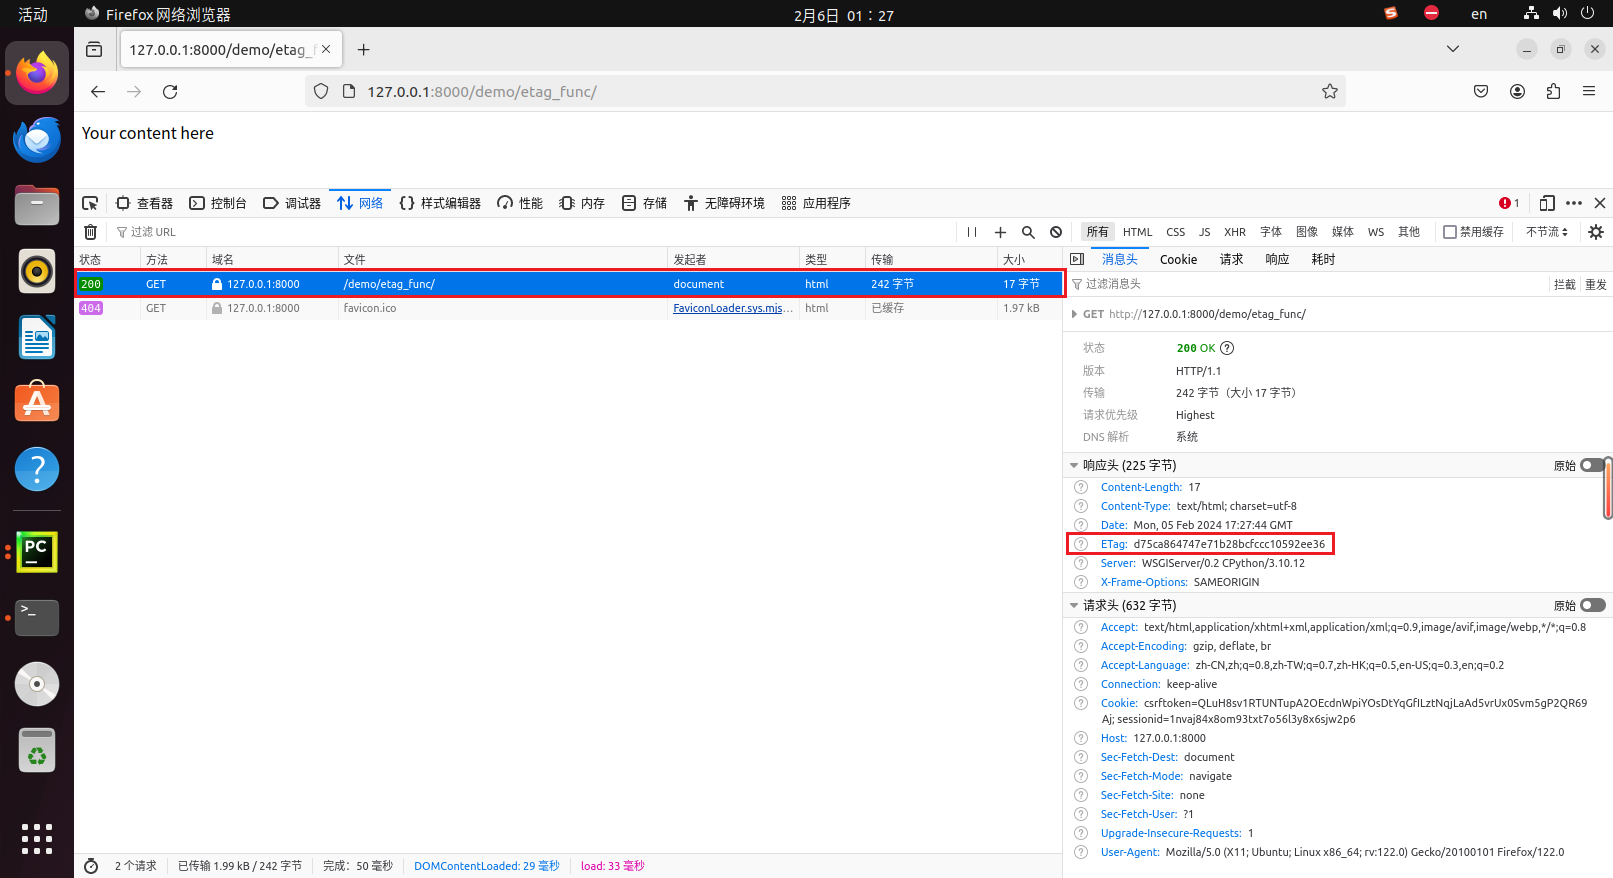 活动
Firefox 网络浏览器
2月6日 01：27
en
127.0.0.1:8000/demo/etag_f
127.0.0.1:8000/demo/etag_func/
Your content here
查看器 控制台 调试器 网络 样式编辑器 性能 内存 存储 无障碍环境 应用程序 1
过滤 URL
所有 HTML CSS JS XHR 字体 图像 媒体 WS 其他 禁用缓存 不节流
状态 方法 域名 文件 发起者 类型 传输 大小
200 GET 127.0.0.1:8000 /demo/etag_func/ document html 242 字节 17 字节
404 GET 127.0.0.1:8000 favicon.ico FaviconLoader.sys.mjs… html 已缓存 1.97 kB
消息头 Cookie 请求 响应 耗时
过滤消息头 拦截 重发
GET http://127.0.0.1:8000/demo/etag_func/
状态 200 OK
版本 HTTP/1.1
传输 242 字节（大小 17 字节）
请求优先级 Highest
DNS 解析 系统
响应头 (225 字节) 原始
Content-Length: 17
Content-Type: text/html; charset=utf-8
Date: Mon, 05 Feb 2024 17:27:44 GMT
ETag: d75ca864747e71b28bcfccc10592ee36
Server: WSGIServer/0.2 CPython/3.10.12
X-Frame-Options: SAMEORIGIN
请求头 (632 字节) 原始
Accept: text/html,application/xhtml+xml,application/xml;q=0.9,image/avif,image/webp,*/*;q=0.8
Accept-Encoding: gzip, deflate, br
Accept-Language: zh-CN,zh;q=0.8,zh-TW;q=0.7,zh-HK;q=0.5,en-US;q=0.3,en;q=0.2
Connection: keep-alive
Cookie: csrftoken=QLuH8sv1RTUNTupA2OEcdnWpiYOsDtYqGfILztNqjLaAd5vrUx0Svm5gP2QR69
Aj; sessionid=1nvaj84x8om93txt7o56l3y8x6sjw2p6
Host: 127.0.0.1:8000
Sec-Fetch-Dest: document
Sec-Fetch-Mode: navigate
Sec-Fetch-Site: none
Sec-Fetch-User: ?1
Upgrade-Insecure-Requests: 1
User-Agent: Mozilla/5.0 (X11; Ubuntu; Linux x86_64; rv:122.0) Gecko/20100101 Firefox/122.0
2 个请求 已传输 1.99 kB / 242 字节 完成：50 毫秒 DOMContentLoaded: 29 毫秒 load: 33 毫秒
PC